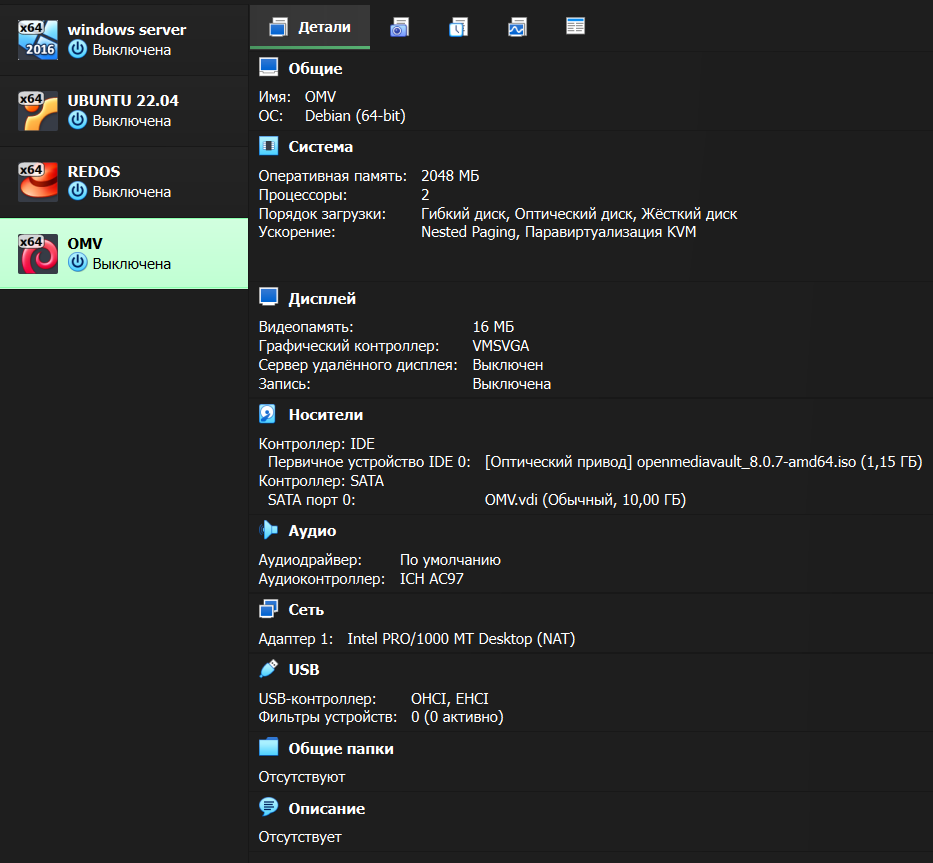 x64
2016
windows server
Выключена
x64
UBUNTU 22.04
Выключена
x64
REDOS
Выключена
x64
OMV
Выключена
Детали
Общие
Имя: OMV
ОС: Debian (64-bit)
Система
Оперативная память: 2048 МБ
Процессоры: 2
Порядок загрузки: Гибкий диск, Оптический диск, Жёсткий диск
Ускорение: Nested Paging, Паравиртуализация KVM
Дисплей
Видеопамять: 16 МБ
Графический контроллер: VMSVGA
Сервер удалённого дисплея: Выключен
Запись: Выключена
Носители
Контроллер: IDE
Первичное устройство IDE 0: [Оптический привод] openmediavault_8.0.7-amd64.iso (1,15 ГБ)
Контроллер: SATA
SATA порт 0: OMV.vdi (Обычный, 10,00 ГБ)
Аудио
Аудиодрайвер: По умолчанию
Аудиоконтроллер: ICH AC97
Сеть
Адаптер 1: Intel PRO/1000 MT Desktop (NAT)
USB
USB-контроллер: OHCI, EHCI
Фильтры устройств: 0 (0 активно)
Общие папки
Отсутствуют
Описание
Отсутствует